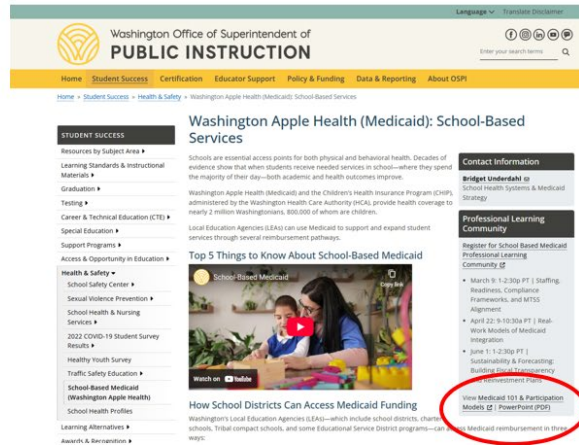 Language Translate Disclaimer
Washington Office of Superintendent of
PUBLIC INSTRUCTION
Enter your search terms
Home Student Success Certification Educator Support Policy & Funding Data & Reporting About OSPI
Home » Student Success » Health & Safety » Washington Apple Health (Medicaid): School-Based Services
STUDENT SUCCESS
Resources by Subject Area
Learning Standards & Instructional
Materials
Graduation
Testing
Career & Technical Education (CTE)
Special Education
Support Programs
Access & Opportunity in Education
Health & Safety
School Safety Center
Sexual Violence Prevention
School Health & Nursing
Services
2022 COVID-19 Student Survey
Results
Healthy Youth Survey
Traffic Safety Education
School-Based Medicaid
(Washington Apple Health)
School Health Profiles
Learning Alternatives
Awards & Recognition
Washington Apple Health (Medicaid): School-Based
Services
Schools are essential access points for both physical and behavioral health. Decades of
evidence show that when students receive needed services in school—where they spend
the majority of their day—both academic and health outcomes improve.
Washington Apple Health (Medicaid) and the Children's Health Insurance Program (CHIP),
administered by the Washington Health Care Authority (HCA), provide health coverage to
nearly 2 million Washingtonians, 800,000 of whom are children.
Local Education Agencies (LEAs) can use Medicaid to support and expand student
services through several reimbursement pathways.
Top 5 Things to Know About School-Based Medicaid
School-Based Medicaid
Copy link
Watch on YouTube
How School Districts Can Access Medicaid Funding
Washington's Local Education Agencies (LEAs)—which include school districts, charter
schools, Tribal compact schools, and some Educational Service District programs—can access Medicaid reimbursement in three
ways:
Contact Information
Bridget Underdahl
School Health Systems & Medicaid
Strategy
Professional Learning
Community
Register for School Based Medicaid
Professional Learning
Community
• March 9: 1-2:30p PT | Staffing,
Readiness, Compliance
Frameworks, and MTSS
Alignment
• April 22: 9-10:30a PT | Real-
Work Models of Medicaid
Integration
• June 1: 1-2:30p PT |
Sustainability & Forecasting:
Building Fiscal Transparency
and Reinvestment Plans
View Medicaid 101 & Participation
Models | PowerPoint (PDF)